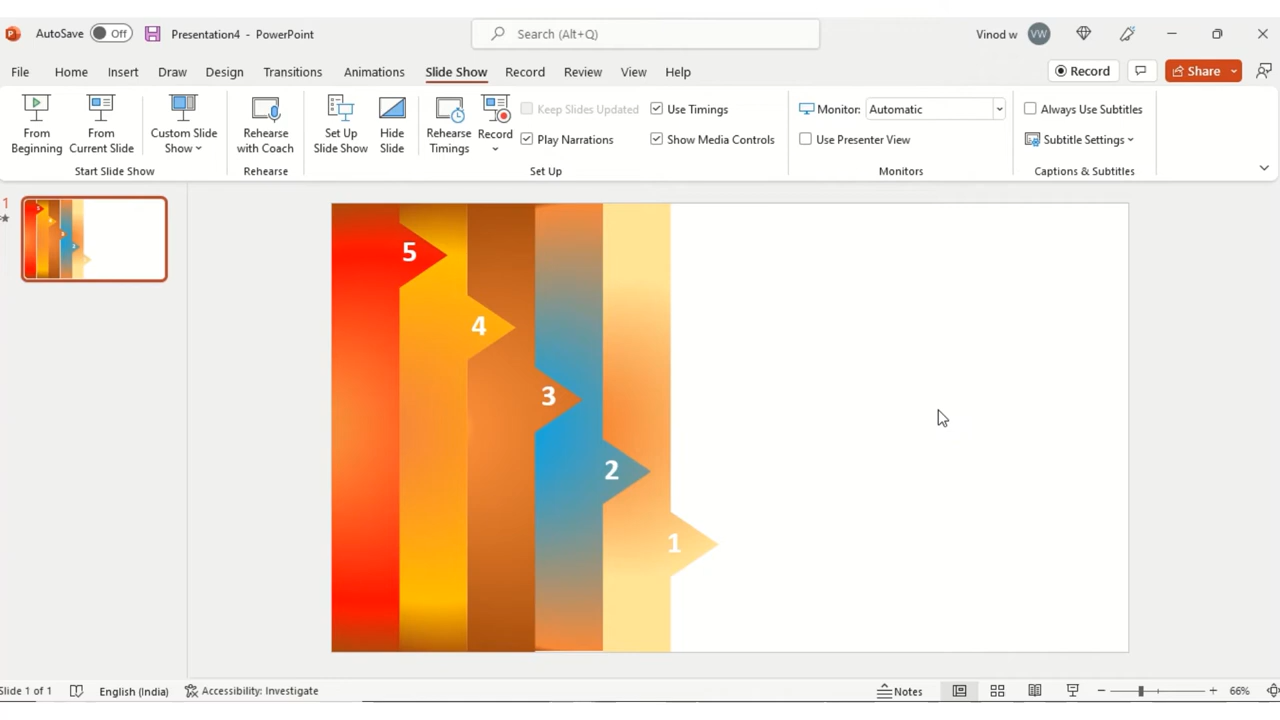 AutoSave Off Presentation4 - PowerPoint Search (Alt+Q) Vinod w VW
File Home Insert Draw Design Transitions Animations Slide Show Record Review View Help Record Share
From Beginning
From Current Slide
Custom Slide Show
Start Slide Show
Rehearse with Coach
Rehearse
Set Up Slide Show
Hide Slide
Rehearse Timings
Record
Keep Slides Updated
Play Narrations
Use Timings
Show Media Controls
Set Up
Monitor: Automatic
Use Presenter View
Monitors
Always Use Subtitles
Subtitle Settings
Captions & Subtitles
1
5
4
3
2
1
Slide 1 of 1 English (India) Accessibility: Investigate Notes 66%